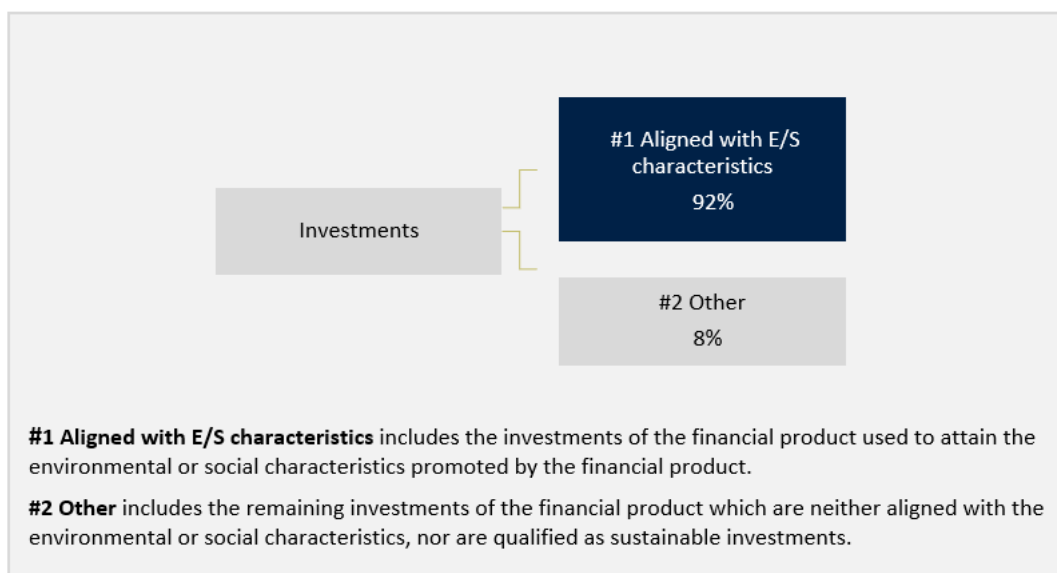 #1 Aligned with E/S
characteristics
92%
Investments
#2 Other
8%
#1 Aligned with E/S characteristics includes the investments of the financial product used to attain the
environmental or social characteristics promoted by the financial product.
#2 Other includes the remaining investments of the financial product which are neither aligned with the
environmental or social characteristics, nor are qualified as sustainable investments.